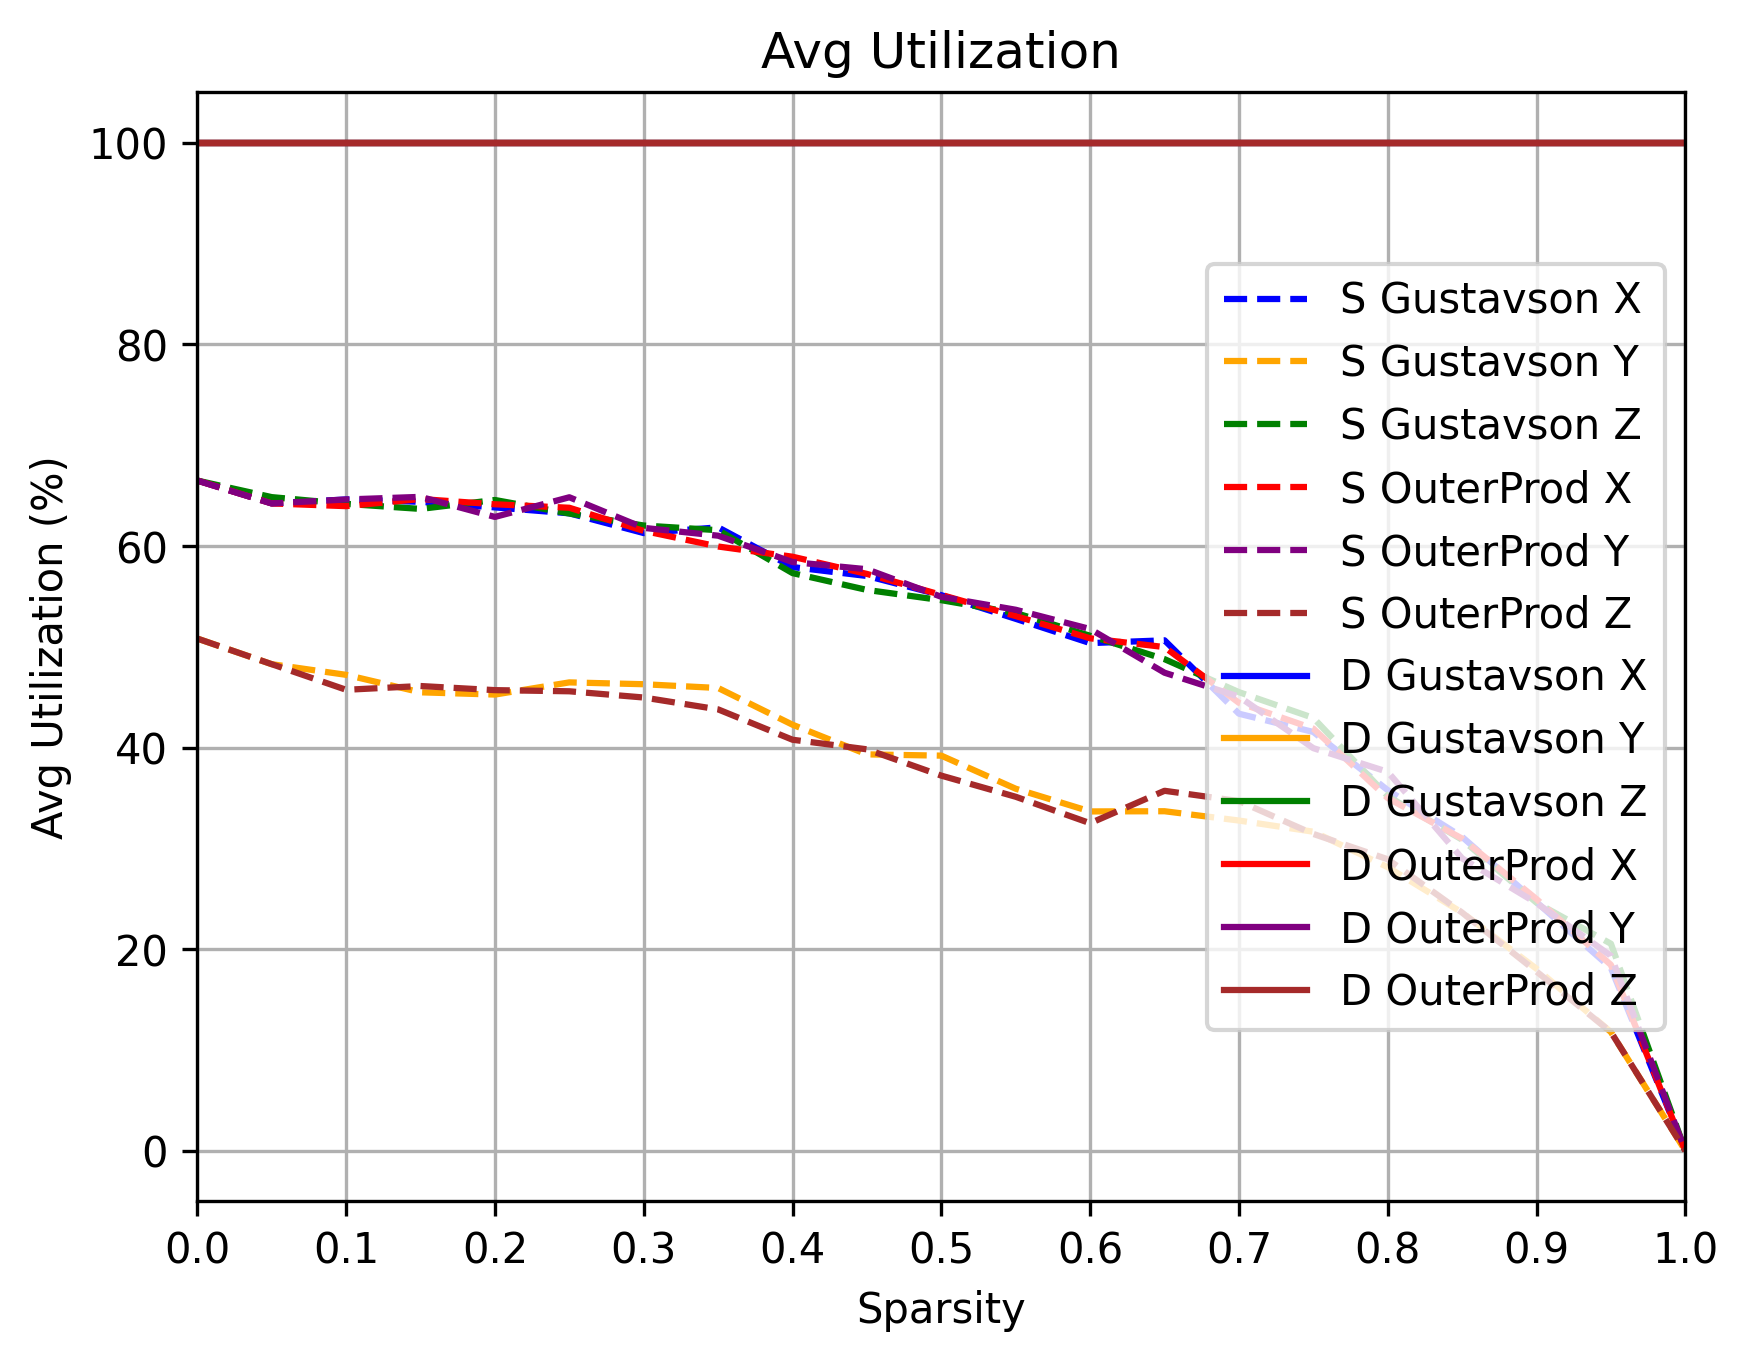 Avg Utilization
Avg Utilization (%)
100
80
60
40
20
0
S Gustavson X
S Gustavson Y
S Gustavson Z
S OuterProd X
S OuterProd Y
S OuterProd Z
D Gustavson X
D Gustavson Y
D Gustavson Z
D OuterProd X
D OuterProd Y
D OuterProd Z
0.0 0.1 0.2 0.3 0.4 0.5 0.6 0.7 0.8 0.9 1.0
Sparsity